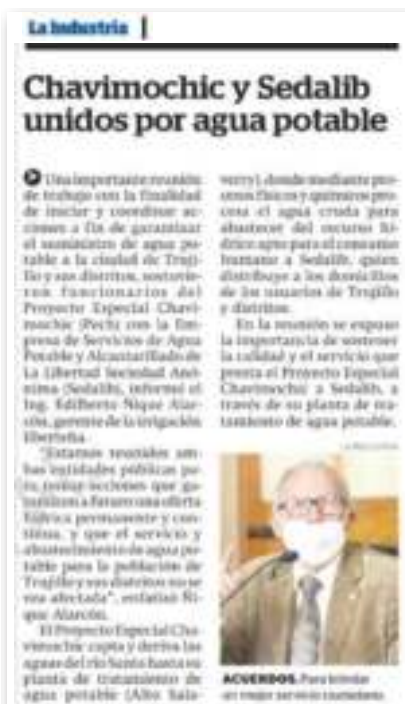 La Industria
Chavimochic y Sedalib
unidos por agua potable
Una importante reunión
de trabajo con la finalidad
de iniciar y coordinar ac-
ciones a fin de garantizar
el suministro de agua po-
table a la ciudad de Truji-
llo y sus distritos, sostuvie-
ron funcionarios del
Proyecto Especial Chavi-
mochic (Pech) con la Em-
presa de Servicios de Agua
Potable y Alcantarillado de
La Libertad Sociedad Anó-
nima (Sedalib), informó el
Ing. Edilberto Ñique Alar-
cón, gerente de la irrigación
liberteña.
"Estamos reunidos am-
bas entidades públicas pa-
ra tomar acciones que ga-
ranticen a futuro una oferta
hídrica permanente y con-
tinua, y que el servicio y
abastecimiento de agua po-
table para la población de
Trujillo y sus distritos no se
vea afectada", enfatizó Ñi-
que Alarcón.
El Proyecto Especial Cha-
vimochic capta y deriva las
aguas del río Santa hasta su
planta de tratamiento de
agua potable (Alto Sala-
verry), donde mediante pro-
cesos físicos y químicos pro-
cesa el agua cruda para
abastecer del recurso hí-
drico apto para el consumo
humano a Sedalib, quien
distribuye a los domicilios
de los usuarios de Trujillo
y distritos.
En la reunión se expuso
la importancia de sostener
la calidad y el servicio que
presta el Proyecto Especial
Chavimochic a Sedalib, a
través de su planta de tra-
tamiento de agua potable.
ACUERDOS. Para brindar
un mejor servicio